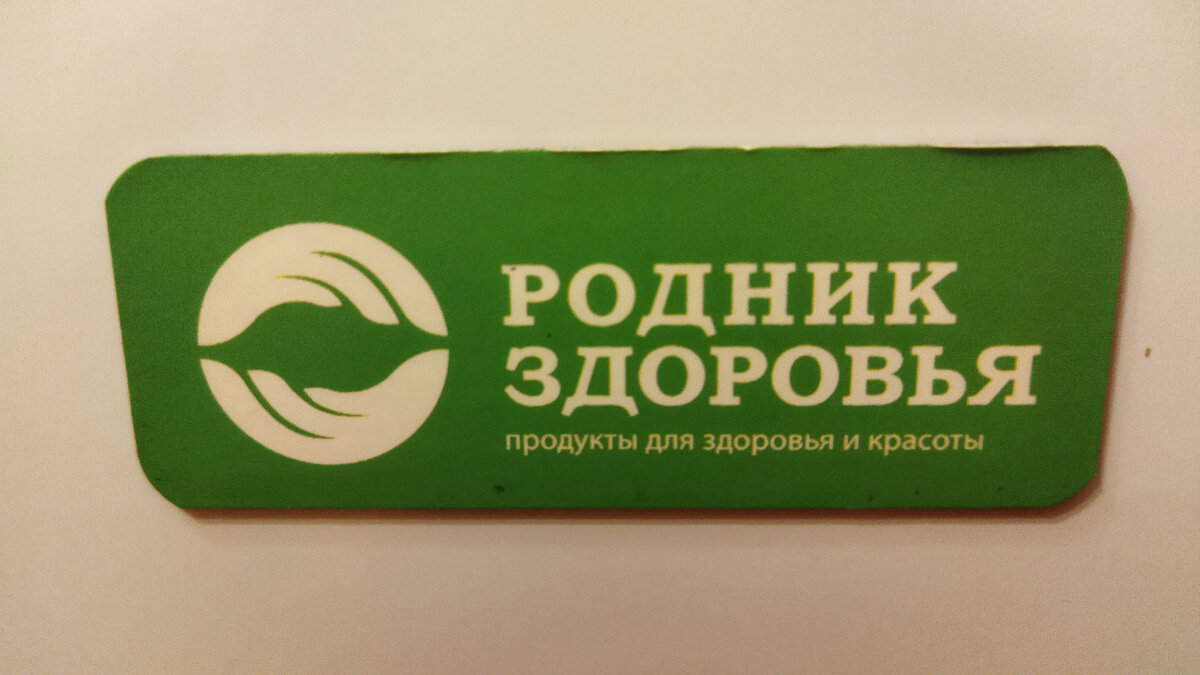 РОДНИК
ЗДОРОВЬЯ
продукты для здоровья и красоты